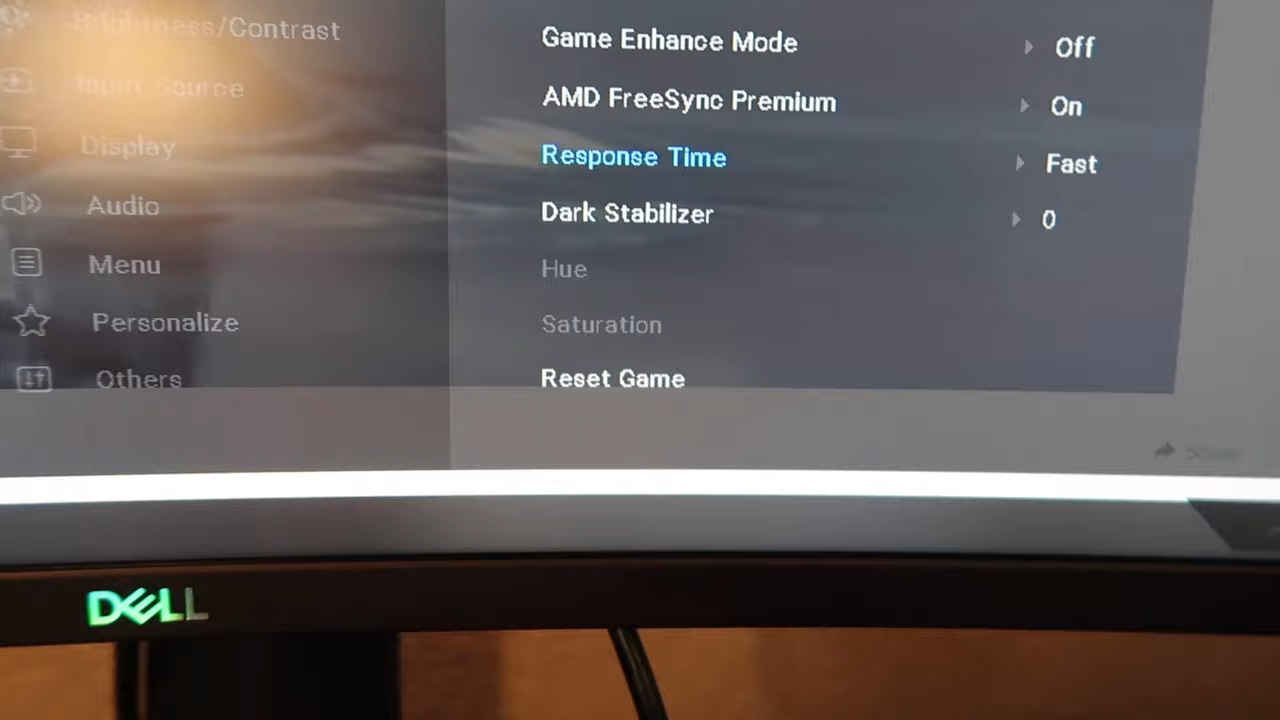 Brightness/Contrast
Input Source
Display
Audio
Menu
Personalize
Others
Game Enhance Mode Off
AMD FreeSync Premium On
Response Time Fast
Dark Stabilizer 0
Hue
Saturation
Reset Game
DELL